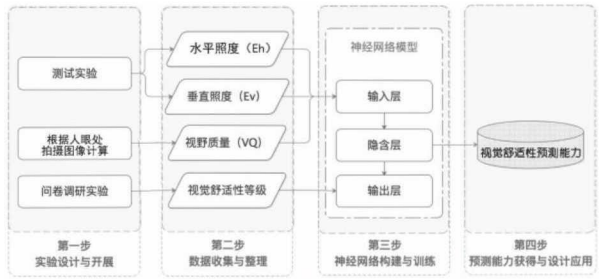 水平照度（Eh）
神经网络模型
测试实验
垂直照度（Ev）
输入层
根据人眼处
拍摄图像计算
视野质量（VQ）
隐含层
视觉舒适性预测能力
问卷调研实验
视觉舒适性等级
输出层
第一步
实验设计与开展
第二步
数据收集与整理
第三步
神经网络构建与训练
第四步
预测能力获得与设计应用